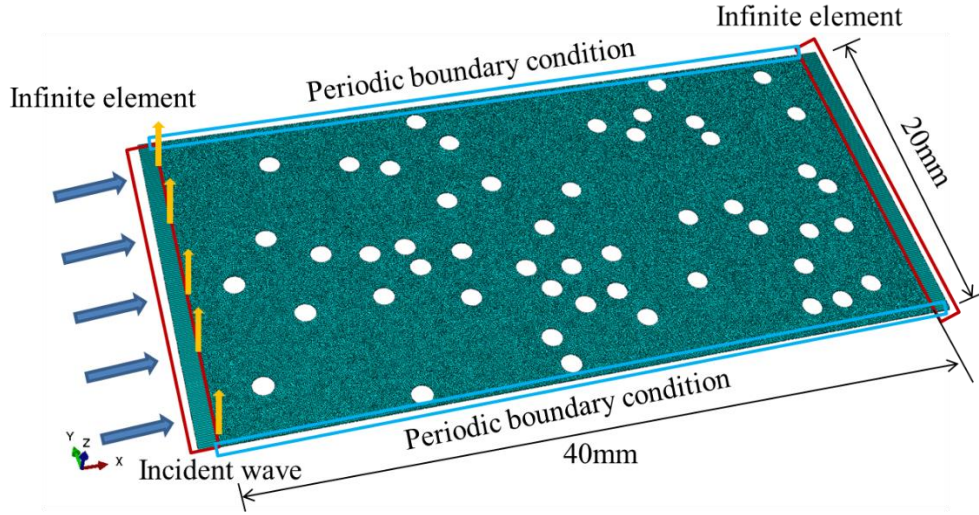 Infinite element
Periodic boundary condition
Infinite element
20mm
Periodic boundary condition
40mm
Incident wave
Y
Z
X